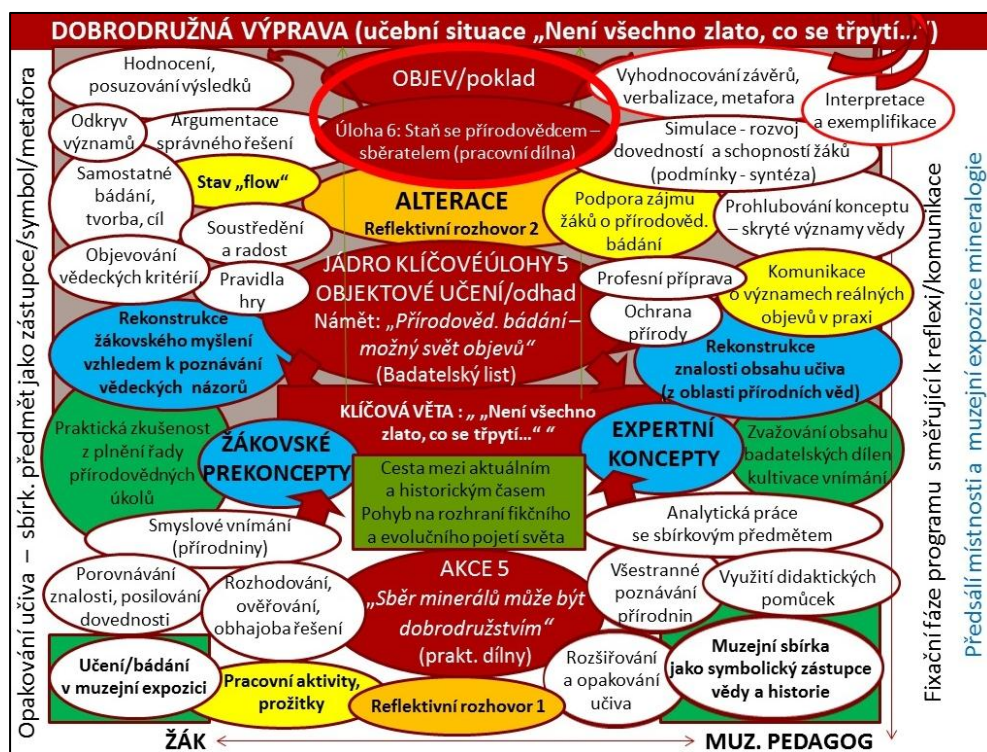 DOBRODRUŽNÁ VÝPRAVA (učební situace „Není všechno zlato, co se třpytí…“)
Hodnocení,
posuzování výsledků
OBJEV/poklad
Vyhodnocování závěrů,
verbalizace, metafora
Interpretace
a exemplifikace
Odkryv
významů
Argumentace
správného řešení
Úloha 6: Staň se přírodovědcem –
sběratelem (pracovní dílna)
Simulace - rozvoj
dovedností a schopností žáků
(podmínky - syntéza)
Samostatné
bádání,
tvorba, cíl
Stav „flow“
ALTERACE
Reflektivní rozhovor 2
Podpora zájmu
žáků o přírodověd.
bádání
Prohlubování konceptu
– skryté významy vědy
Soustředění
a radost
Objevování
vědeckých kritérií,
Pravidla
hry
JÁDRO KLÍČOVÉÚLOHY 5
OBJEKTOVÉ UČENÍ/odhad
Námět: „Přírodověd. bádání –
možný svět objevů“
(Badatelský list)
Profesní příprava
Ochrana
přírody
Komunikace
o významech reálných
objevů v praxi
Rekonstrukce
žákovského myšlení
vzhledem k poznávání
vědeckých názorů
Rekonstrukce
znalosti obsahu učiva
(z oblasti přírodních věd)
KLÍČOVÁ VĚTA : „ „Není všechno
zlato, co se třpytí…“ “
Praktická zkušenost
z plnění řady
přírodovědných
úkolů
ŽÁKOVSKÉ
PREKONCEPTY
EXPERTNÍ
KONCEPTY
Zvažování obsahu
badatelských dílen
kultivace vnímání
Cesta mezi aktuálním
a historickým časem
Pohyb na rozhraní fikčního
a evolučního pojetí světa
Smyslové vnímání
(přírodniny)
Analytická práce
se sbírkovým předmětem
Porovnávání
znalosti, posilování
dovednosti
Rozhodování,
ověřování,
obhajoba řešení
AKCE 5
„Sběr minerálů může být
dobrodružstvím“
(prakt. dílny)
Všestranné
poznávání
přírodnin
Využití didaktických
pomůcek
Učení/bádání
v muzejní expozici
Pracovní aktivity,
prožitky
Reflektivní rozhovor 1
Rozšiřování
a opakování
učiva
Muzejní sbírka
jako symbolický zástupce
vědy a historie
ŽÁK
MUZ. PEDAGOG
Opakování učiva – sbírk. předmět jako zástupce/symbol/metafora
Fixační fáze programu směřující k reflexi/komunikace
Předsálí místnosti a muzejní expozice mineralogie